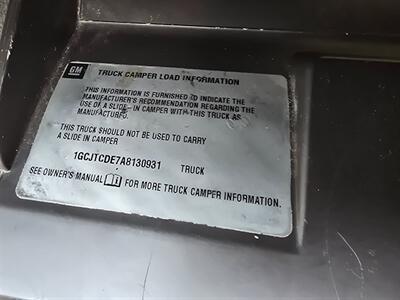 GM
TRUCK CAMPER LOAD INFORMATION
THIS INFORMATION IS FURNISHED TO INDICATE THE
MANUFACTURER'S RECOMMENDATION REGARDING THE
USE OF A SLIDE - IN CAMPER WITH THIS TRUCK AS
MANUFACTURED.
THIS TRUCK SHOULD NOT BE USED TO CARRY
A SLIDE IN CAMPER
1GCJTCDE7A8130931 TRUCK
SEE OWNER'S MANUAL FOR MORE TRUCK CAMPER INFORMATION.